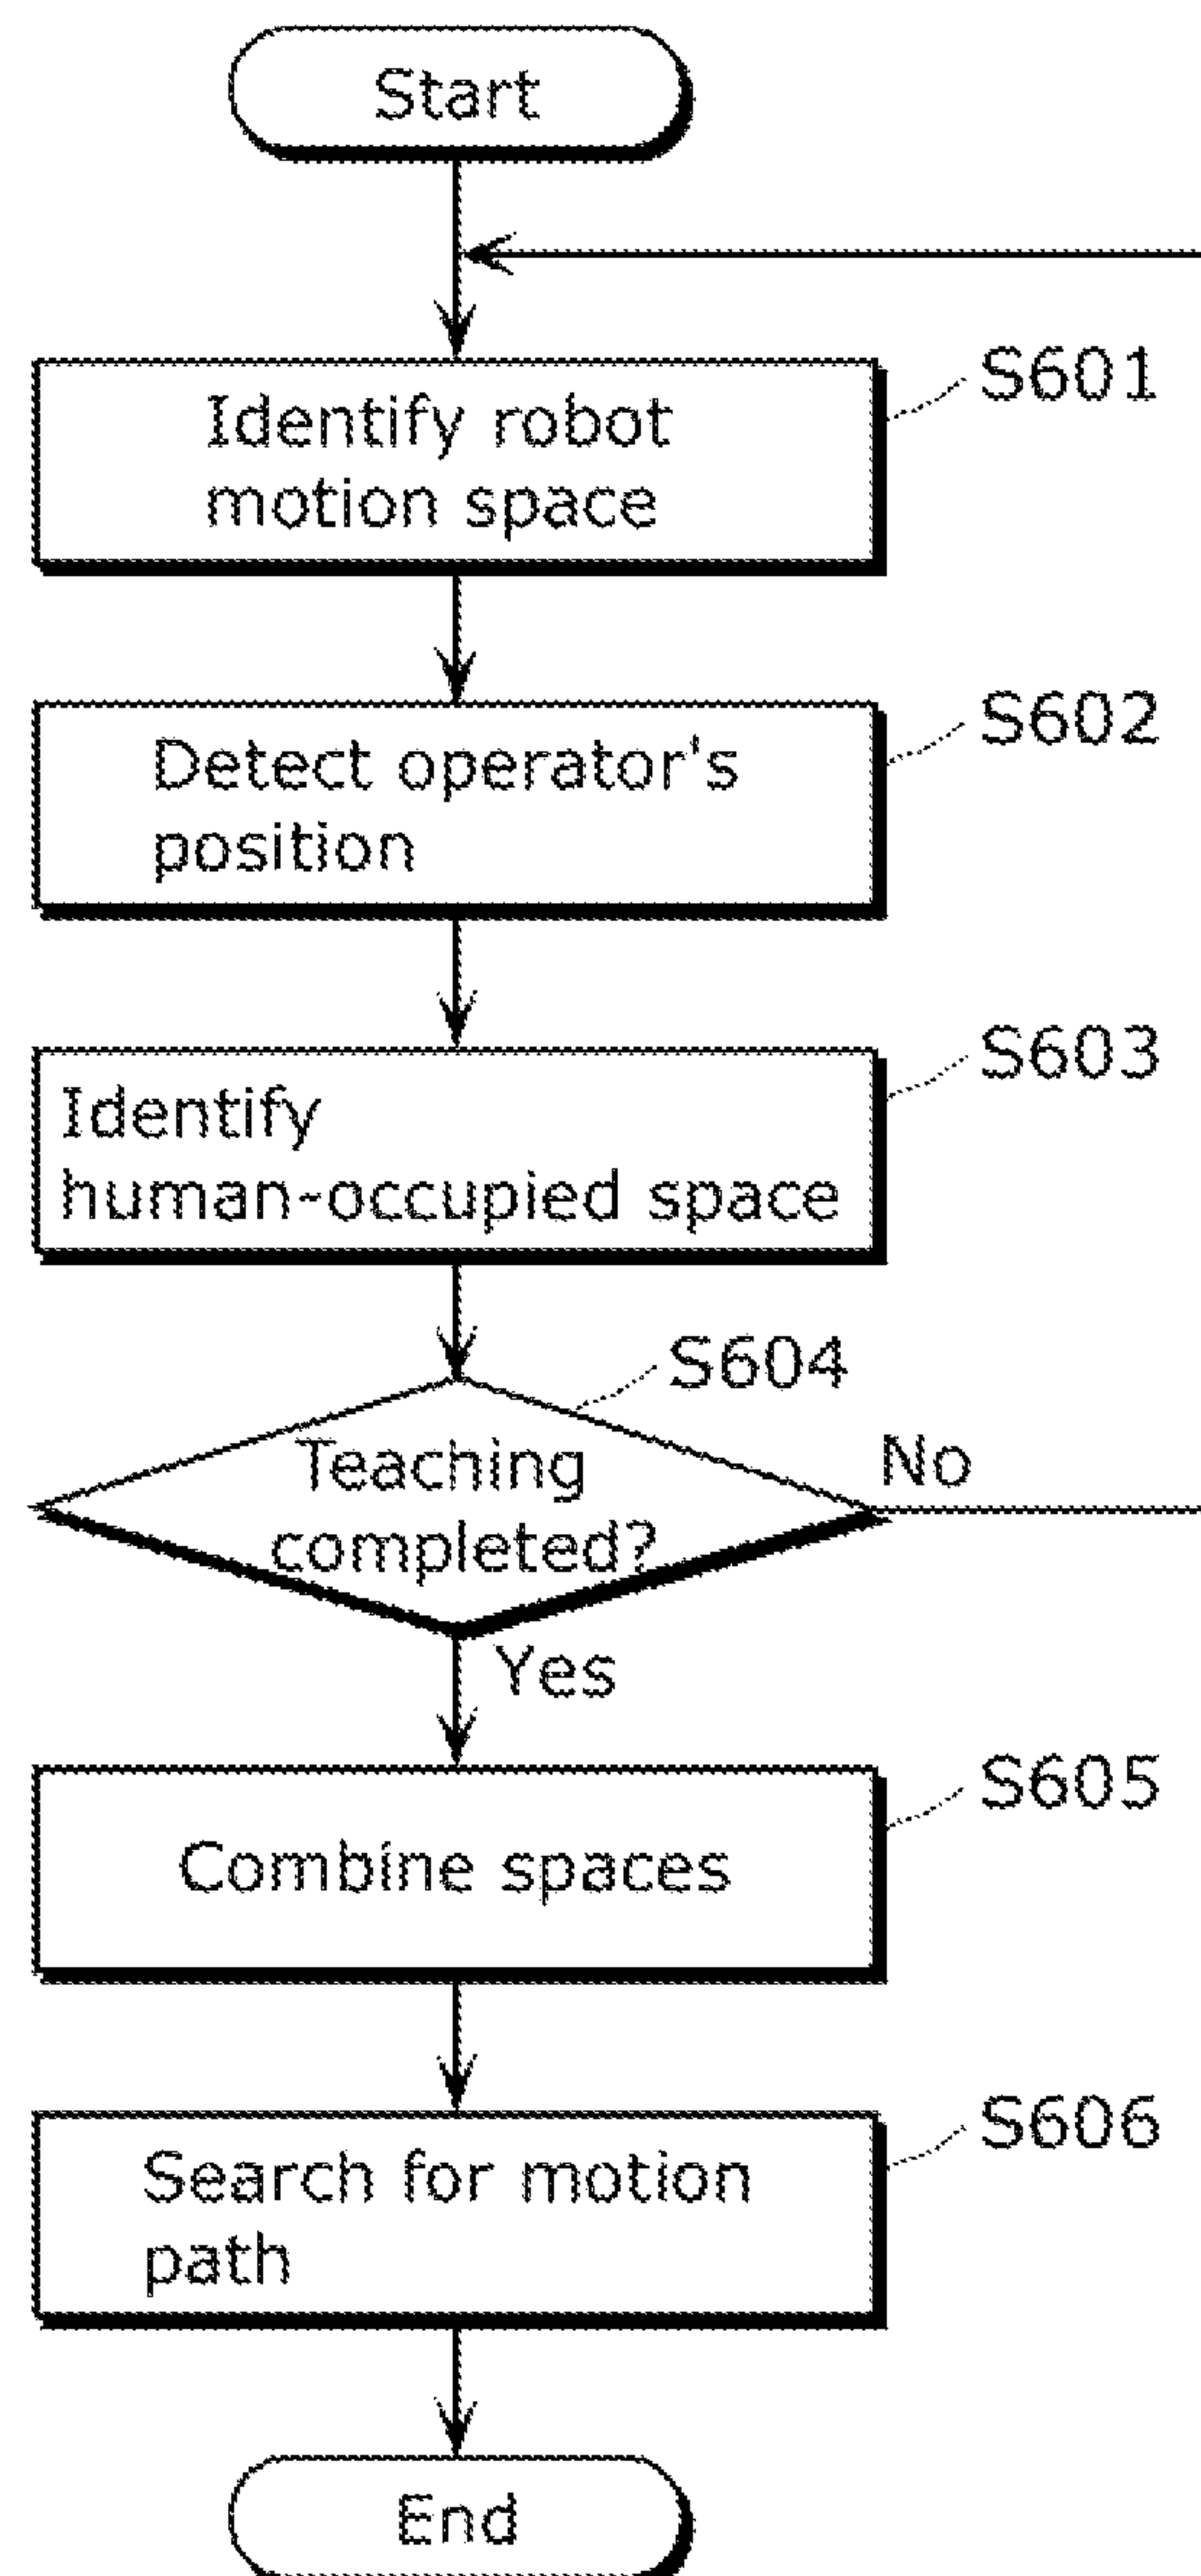 Start
S601
Identify robot
motion space
S602
Detect operator's
position
S603
Identify
human-occupied space
S604
Teaching
completed?
No
Yes
S605
Combine spaces
S606
Search for motion
path
End